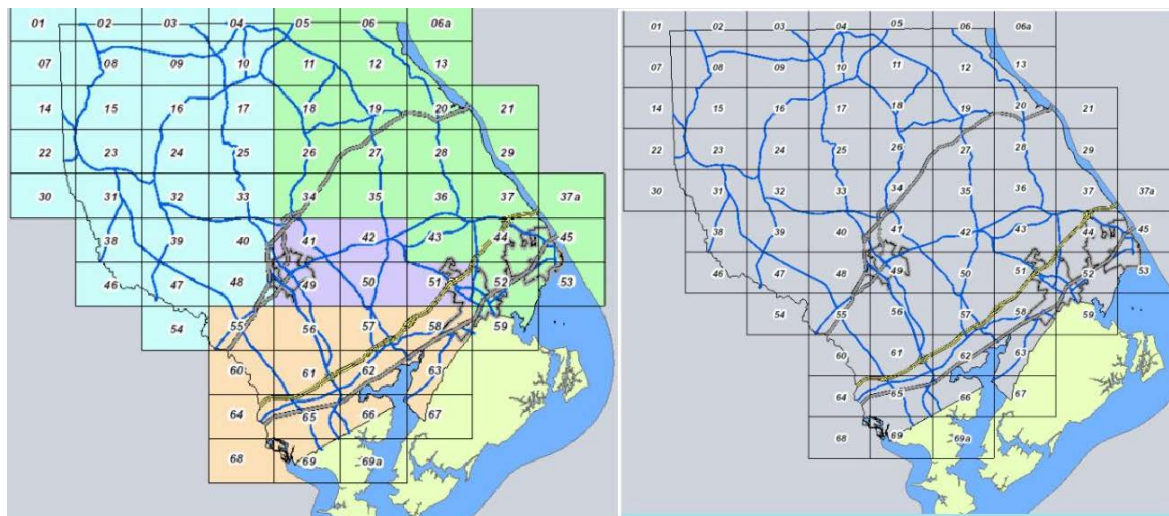 01 02 03 04 05 06 06a
07 08 09 10 11 12 13
14 15 16 17 18 19 20 21
22 23 24 25 26 27 28 29
30 31 32 33 34 35 36 37 37a
38 39 40 41 42 43 44 45
46 47 48 49 50 51 52 53
54 55 56 57 58 59
60 61 62 63
64 65 66 67
68 69 69a
01 02 03 04 05 06 06a
07 08 09 10 11 12 13
14 15 16 17 18 19 20 21
22 23 24 25 26 27 28 29
30 31 32 33 34 35 36 37 37a
38 39 40 41 42 43 44 45
46 47 48 49 50 51 52 53
54 55 56 57 58 59
60 61 62 63
64 65 66 67
68 69 69a